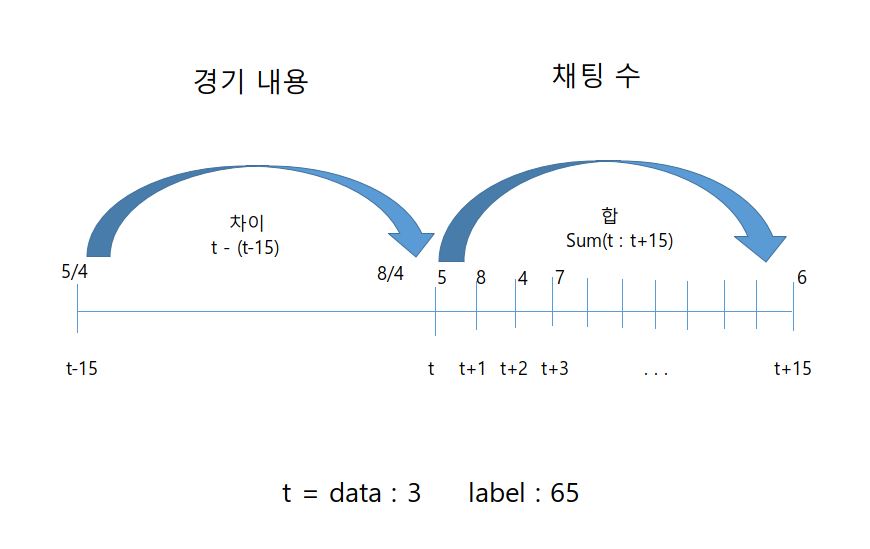 경기 내용
채팅 수
차이
t - (t-15)
합
Sum(t : t+15)
5/4
8/4
5
8
4
7
6
t-15
t
t+1
t+2
t+3
. . .
t+15
t = data : 3
label : 65